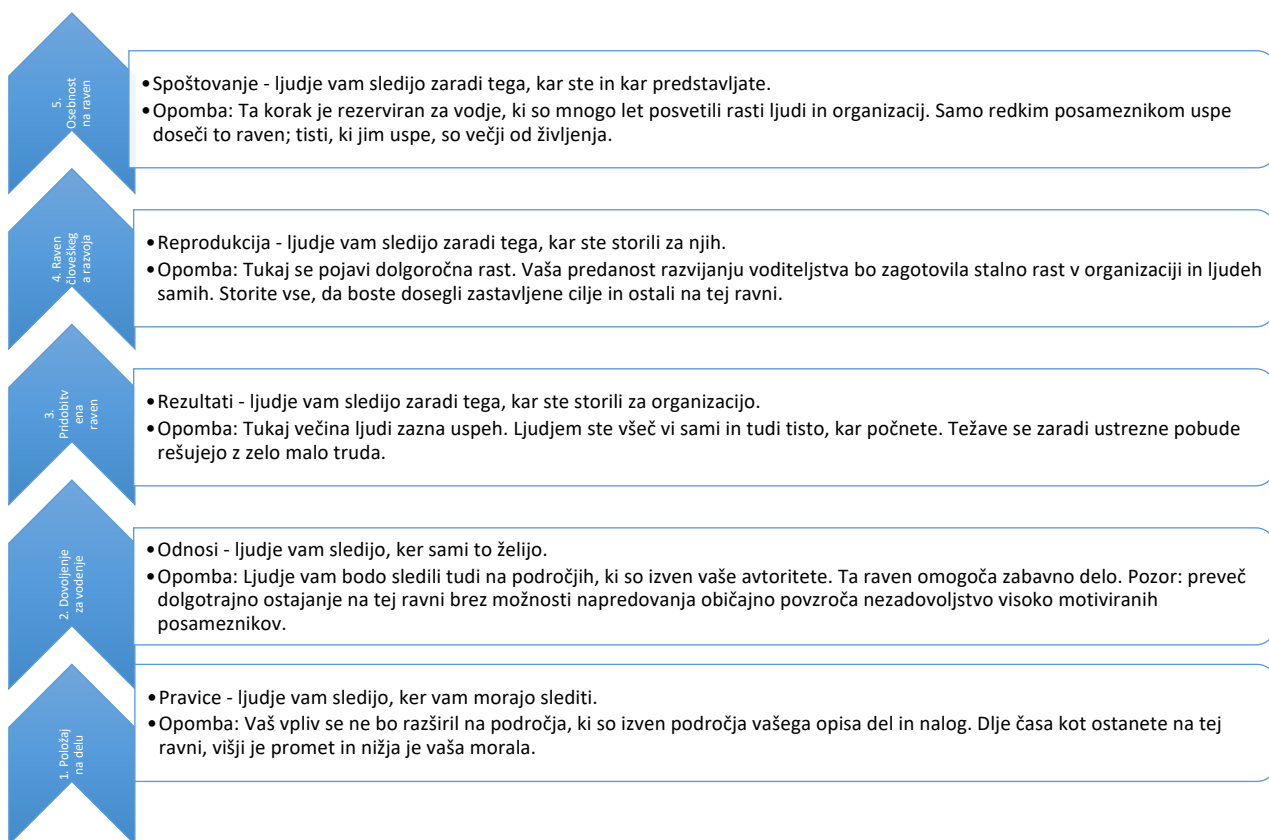 5.
Osebnost
na raven
•Spoštovanje - ljudje vam sledijo zaradi tega, kar ste in kar predstavljate.
•Opomba: Ta korak je rezerviran za vodje, ki so mnogo let posvetili rasti ljudi in organizacij. Samo redkim posameznikom uspe
doseči to raven; tisti, ki jim uspe, so večji od življenja.
4. Raven
človeškeg
a razvoja
•Reprodukcija - ljudje vam sledijo zaradi tega, kar ste storili za njih.
•Opomba: Tukaj se pojavi dolgoročna rast. Vaša predanost razvijanju voditeljstva bo zagotovila stalno rast v organizaciji in ljudeh
samih. Storite vse, da boste dosegli zastavljene cilje in ostali na tej ravni.
3.
Pridobitv
ena
raven
•Rezultati - ljudje vam sledijo zaradi tega, kar ste storili za organizacijo.
•Opomba: Tukaj večina ljudi zazna uspeh. Ljudjem ste všeč vi sami in tudi tisto, kar počnete. Težave se zaradi ustrezne pobude
rešujejo z zelo malo truda.
2. Dovoljenje
za vodenje
•Odnosi - ljudje vam sledijo, ker sami to želijo.
•Opomba: Ljudje vam bodo sledili tudi na področjih, ki so izven vaše avtoritete. Ta raven omogoča zabavno delo. Pozor: preveč
dolgotrajno ostajanje na tej ravni brez možnosti napredovanja običajno povzroča nezadovoljstvo visoko motiviranih
posameznikov.
1. Položaj
na delu
•Pravice - ljudje vam sledijo, ker vam morajo slediti.
•Opomba: Vaš vpliv se ne bo razširil na področja, ki so izven področja vašega opisa del in nalog. Dlje časa kot ostanete na tej
ravni, višji je promet in nižja je vaša morala.